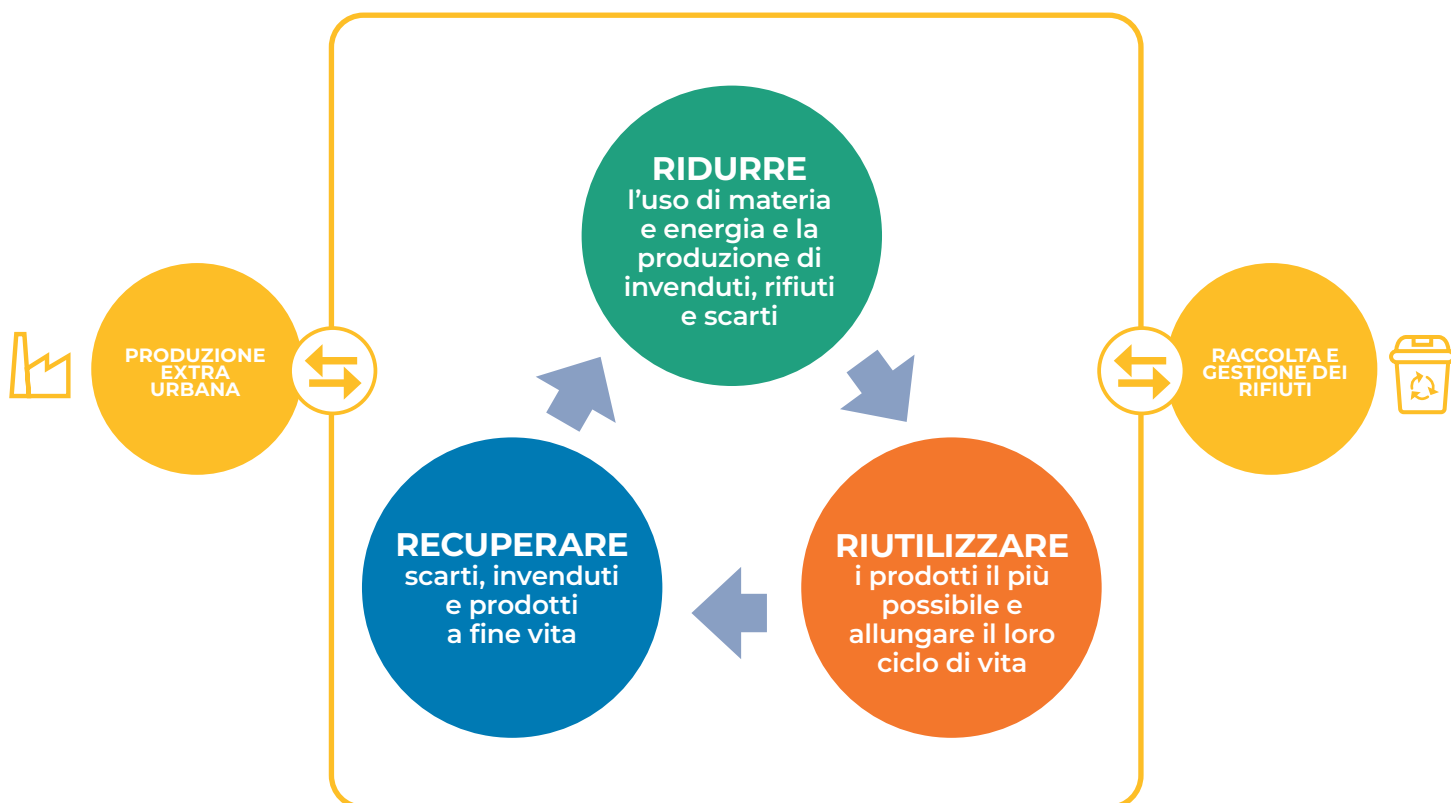 RIDURRE
l’uso di materia
e energia e la
produzione di
invenduti, rifiuti
e scarti
PRODUZIONE
EXTRA
URBANA
RACCOLTA E
GESTIONE DEI
RIFIUTI
RECUPERARE
scarti, invenduti
e prodotti
a fine vita
RIUTILIZZARE
i prodotti il più
possibile e
allungare il loro
ciclo di vita